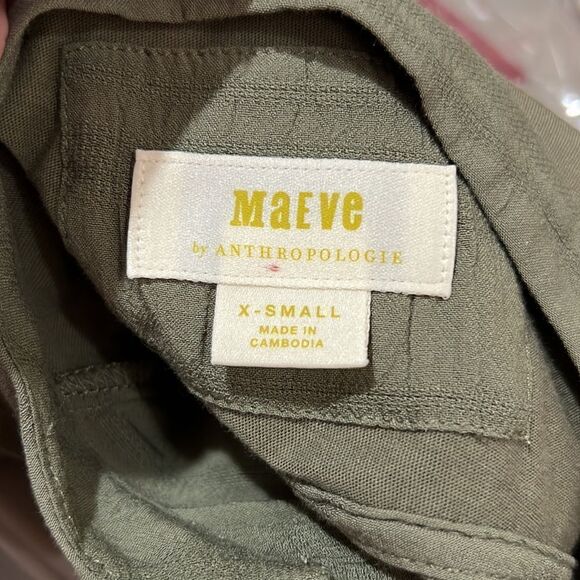 MaEVe
by ANTHROPOLOGIE
X-SMALL
MADE IN
CAMBODIA